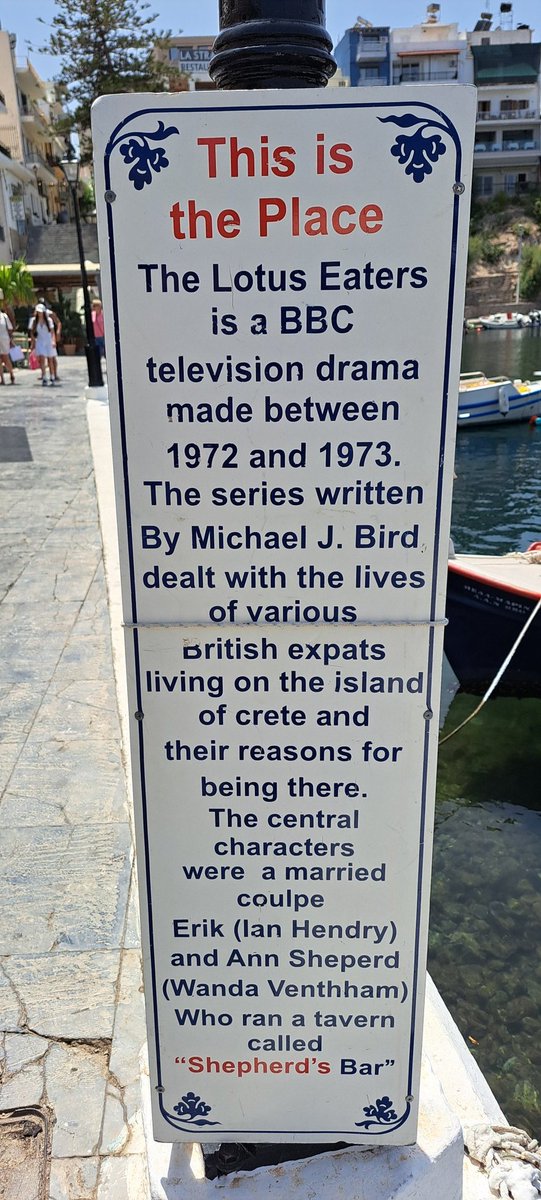 LA STRA
RESTAU
This is
the Place
The Lotus Eaters
is a BBC
television drama
made between
1972 and 1973.
The series written
By Michael J. Bird
dealt with the lives
of various
British expats
living on the island
of crete and
their reasons for
being there.
The central
characters
were a married
coulpe
Erik (Ian Hendry)
and Ann Sheperd
(Wanda Venthham)
Who ran a tavern
called
“Shepherd's Bar”